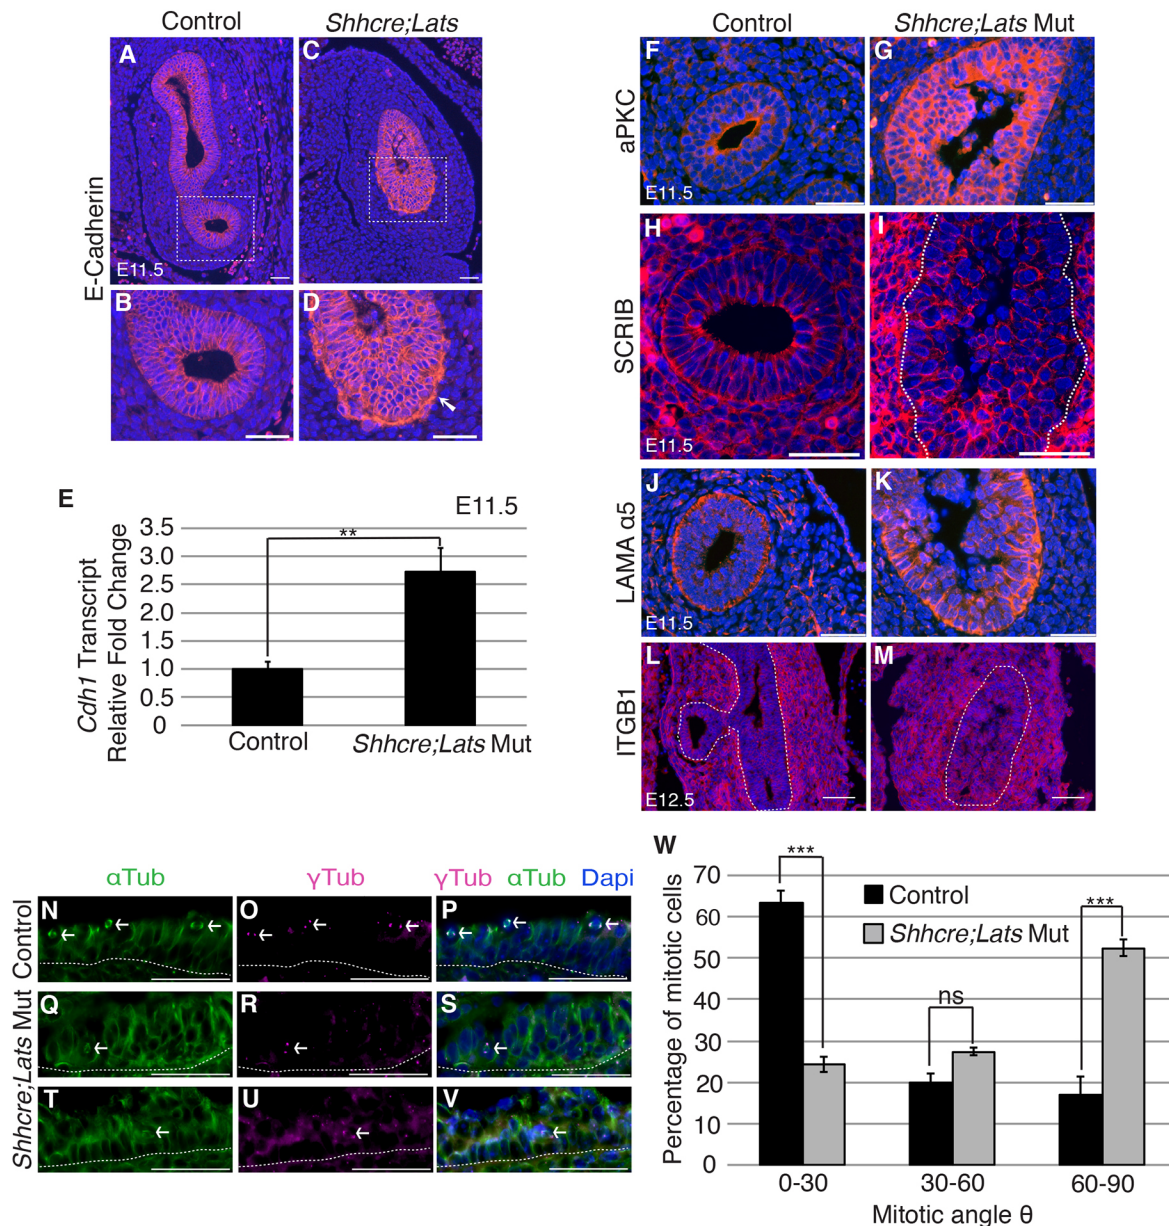 Control
Shhcre;Lats
A
C
E-Cadherin
E11.5
B
D
Control
Shhcre;Lats Mut
F
G
aPKC
E11.5
H
I
SCRIB
E11.5
J
K
LAMA α5
E11.5
L
M
ITGB1
E12.5
E
E11.5
3.5
3.0
2.5
2.0
1.5
1.0
0.5
0
**
Cdh1 Transcript
Relative Fold Change
Control
Shhcre;Lats Mut
αTub
γTub
γTub αTub Dapi
Control
N
O
P
Shhcre;Lats Mut
Q
R
S
T
U
V
W
70
60
50
40
30
20
10
0
Percentage of mitotic cells
***
ns
***
Control
Shhcre;Lats Mut
0-30
30-60
60-90
Mitotic angle θ